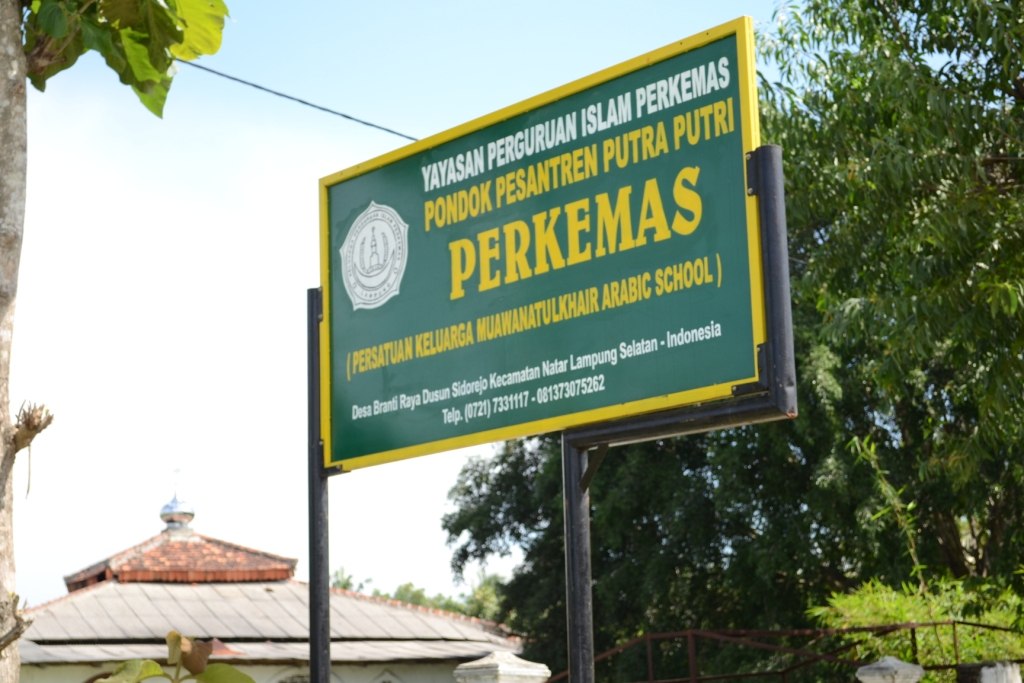 YAYASAN PERGURUAN ISLAM PERKEMAS
PONDOK PESANTREN PUTRA PUTRI
PERKEMAS
( PERSATUAN KELUARGA MUAWANATULKHAIR ARABIC SCHOOL )
Desa Branti Raya Dusun Sidorejo Kecamatan Natar Lampung Selatan - Indonesia
Telp. (0721) 7331117 - 081373075262